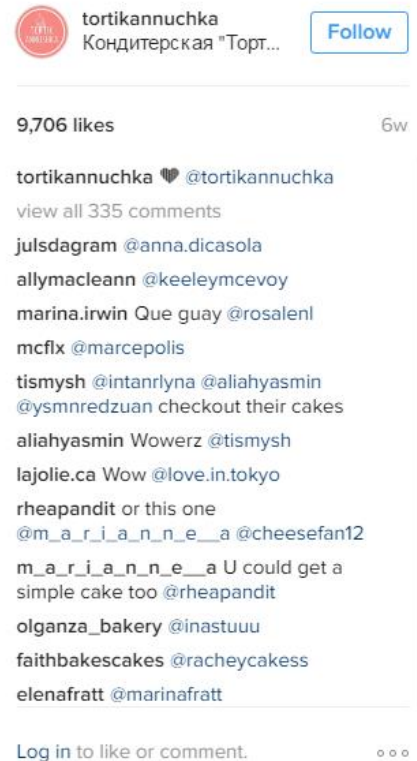 tortikannuchka
Кондитерская "Торт...
Follow
9,706 likes
6w
tortikannuchka 🖤 @tortikannuchka
view all 335 comments
julsdagram @anna.dicasola
allymacleann @keeleymcevoy
marina.irwin Que guay @rosalenl
mcflx @marcepolis
tismysh @intanrlyna @aliahyasmin
@ysmnredzuan checkout their cakes
aliahyasmin Wowerz @tismysh
lajolie.ca Wow @love.in.tokyo
rheapandit or this one
@m_a_r_i_a_n_n_e__a @cheesefan12
m_a_r_i_a_n_n_e__a U could get a
simple cake too @rheapandit
olganza_bakery @inastuuu
faithbakescakes @racheycakess
elenafratt @marinafratt
Log in to like or comment.